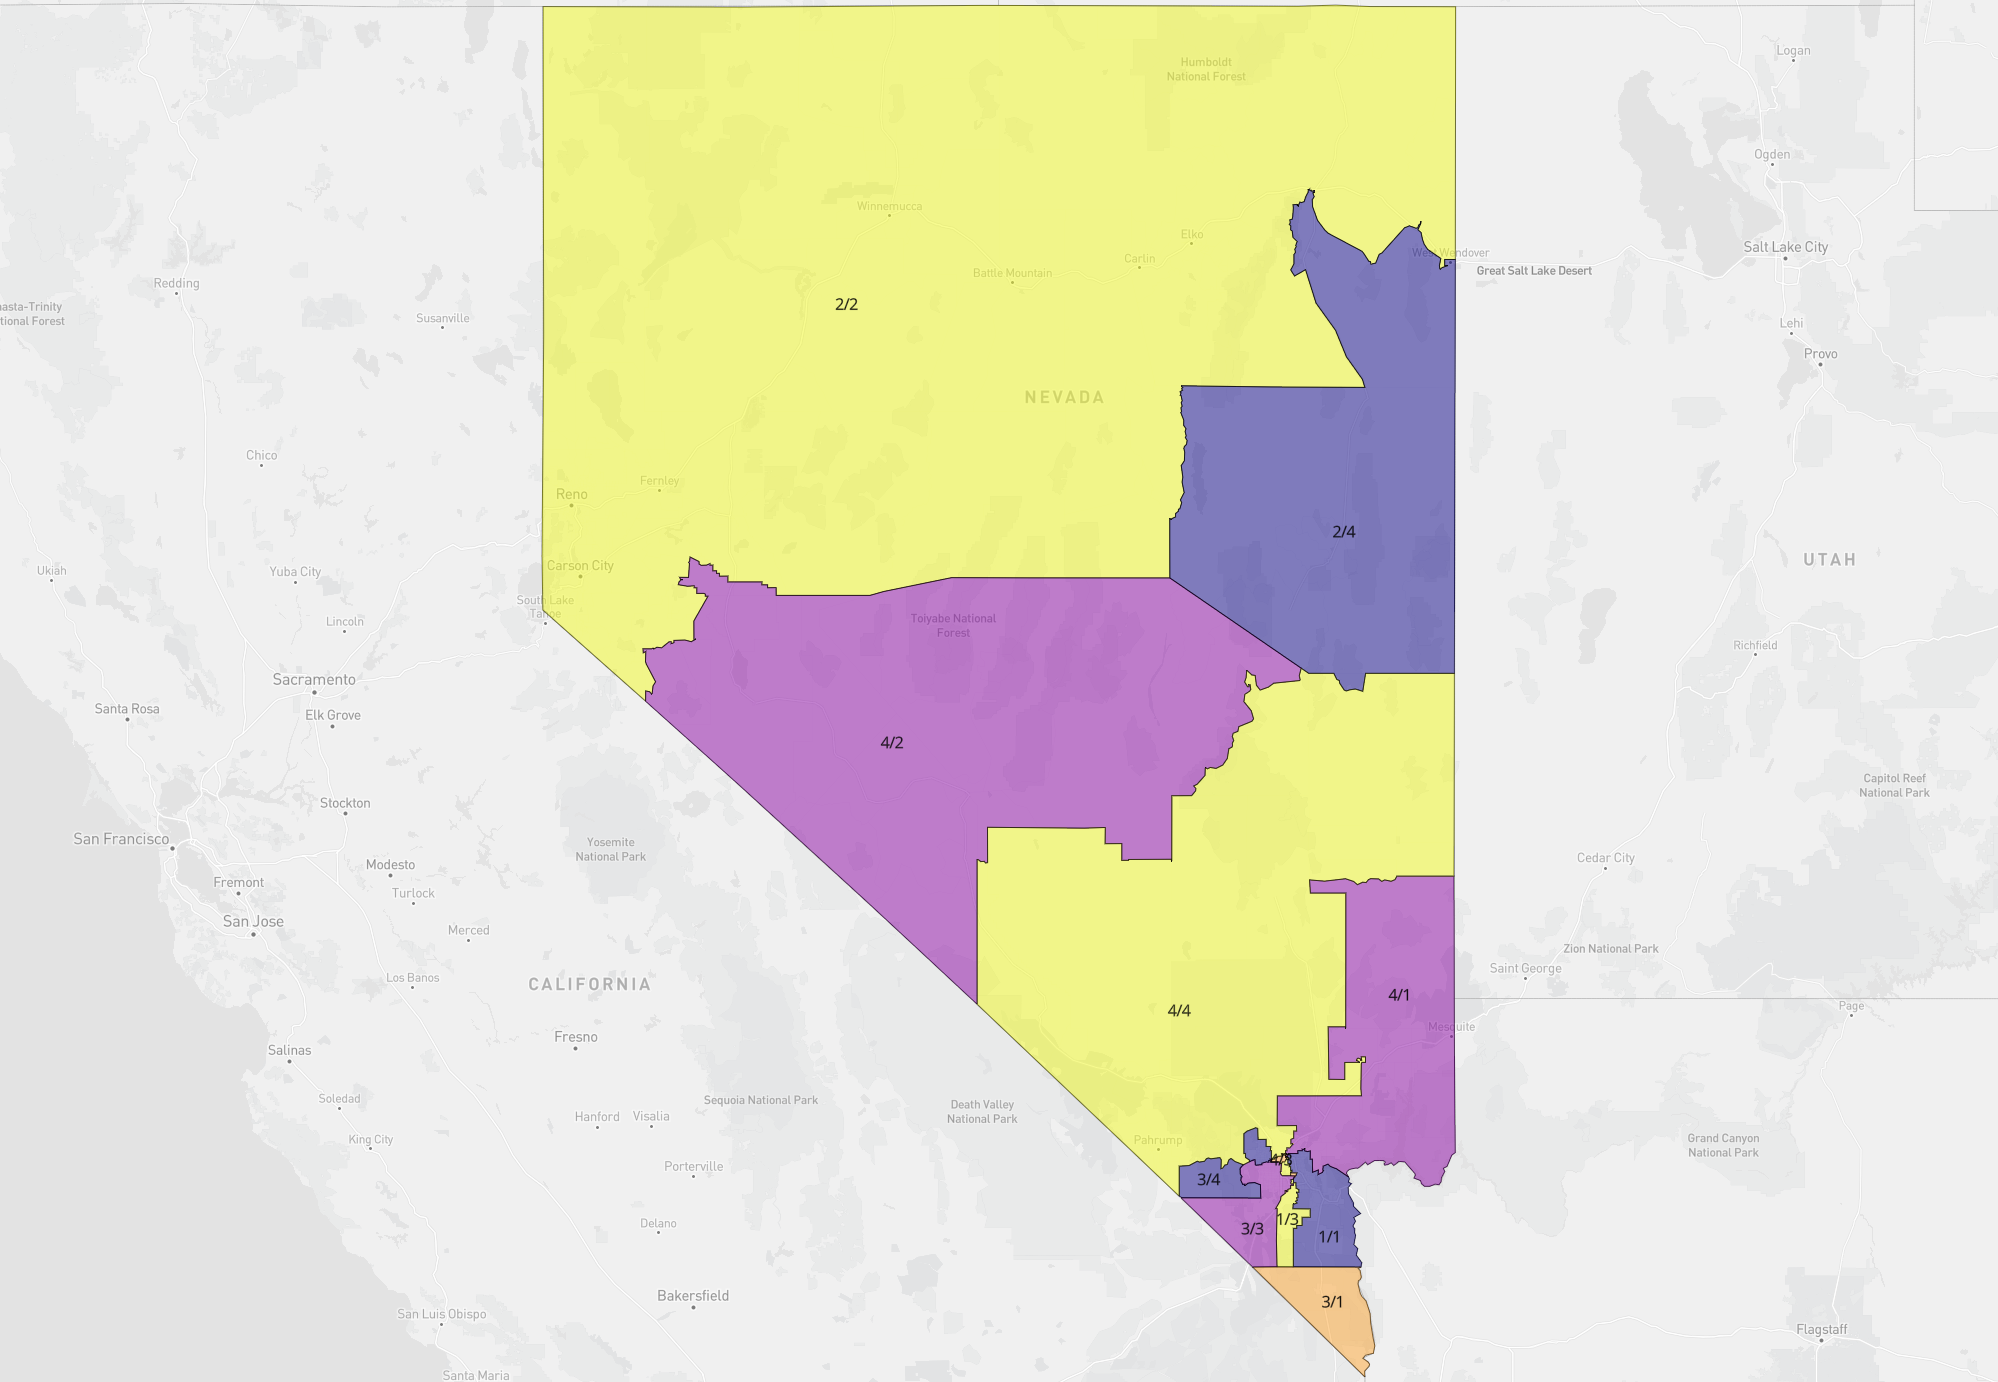 Humboldt
National Forest
Logan
Ogden
Winnemucca
Elko
Salt Lake City
West Wendover
Carlin
Great Salt Lake Desert
Battle Mountain
Redding
asta-Trinity
tional Forest
2/2
Susanville
Lehi
Provo
NEVADA
Chico
Fernley
Reno
2/4
UTAH
Carson City
Ukiah
Yuba City
South Lake
Tahoe
Toiyabe National
Forest
Lincoln
Richfield
Sacramento
Santa Rosa
Elk Grove
4/2
Capitol Reef
National Park
Stockton
San Francisco
Yosemite
National Park
Modesto
Cedar City
Fremont
Turlock
San Jose
Merced
Zion National Park
Saint George
Los Banos
CALIFORNIA
4/1
Page
4/4
Mesquite
Fresno
Salinas
Soledad
Sequoia National Park
Death Valley
National Park
Hanford
Visalia
King City
Pahrump
Grand Canyon
National Park
Porterville
3/4
1/3
Delano
3/3
1/1
Bakersfield
3/1
San Luis Obispo
Flagstaff
Santa Maria